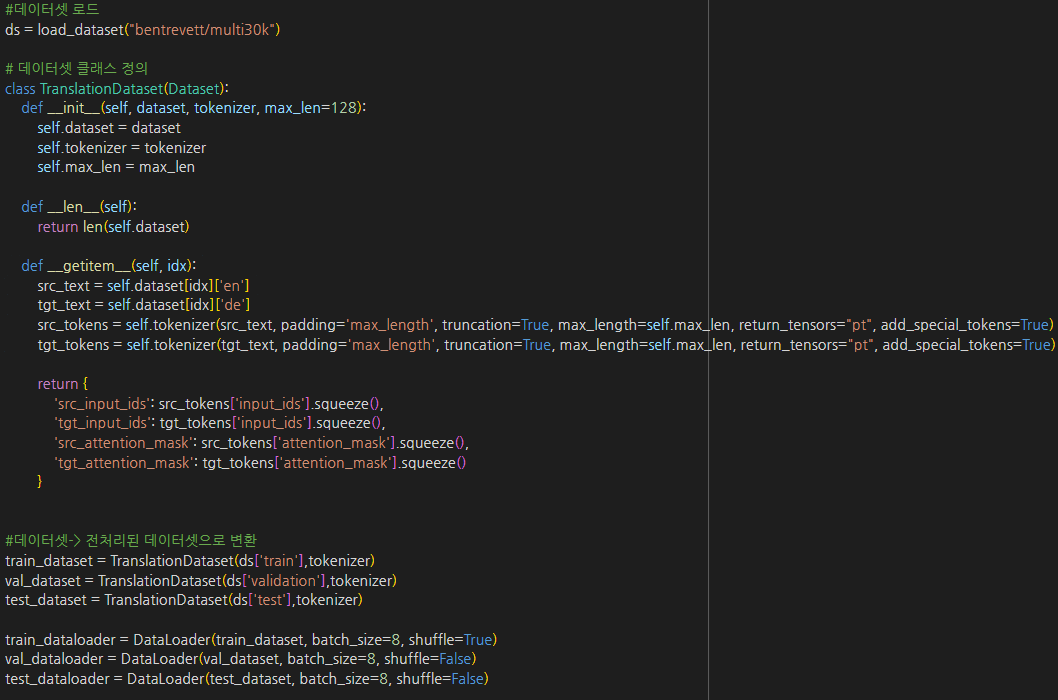 #데이터셋 로드
ds = load_dataset("bentrevett/multi30k")
# 데이터셋 클래스 정의
class TranslationDataset(Dataset):
    def __init__(self, dataset, tokenizer, max_len=128):
        self.dataset = dataset
        self.tokenizer = tokenizer
        self.max_len = max_len
    def __len__(self):
        return len(self.dataset)
    def __getitem__(self, idx):
        src_text = self.dataset[idx]['en']
        tgt_text = self.dataset[idx]['de']
        src_tokens = self.tokenizer(src_text, padding='max_length', truncation=True, max_length=self.max_len, return_tensors="pt", add_special_tokens=True)
        tgt_tokens = self.tokenizer(tgt_text, padding='max_length', truncation=True, max_length=self.max_len, return_tensors="pt", add_special_tokens=True)
        return {
            'src_input_ids': src_tokens['input_ids'].squeeze(),
            'tgt_input_ids': tgt_tokens['input_ids'].squeeze(),
            'src_attention_mask': src_tokens['attention_mask'].squeeze(),
            'tgt_attention_mask': tgt_tokens['attention_mask'].squeeze()
        }
#데이터셋-> 전처리된 데이터셋으로 변환
train_dataset = TranslationDataset(ds['train'],tokenizer)
val_dataset = TranslationDataset(ds['validation'],tokenizer)
test_dataset = TranslationDataset(ds['test'],tokenizer)
train_dataloader = DataLoader(train_dataset, batch_size=8, shuffle=True)
val_dataloader = DataLoader(val_dataset, batch_size=8, shuffle=False)
test_dataloader = DataLoader(test_dataset, batch_size=8, shuffle=False)